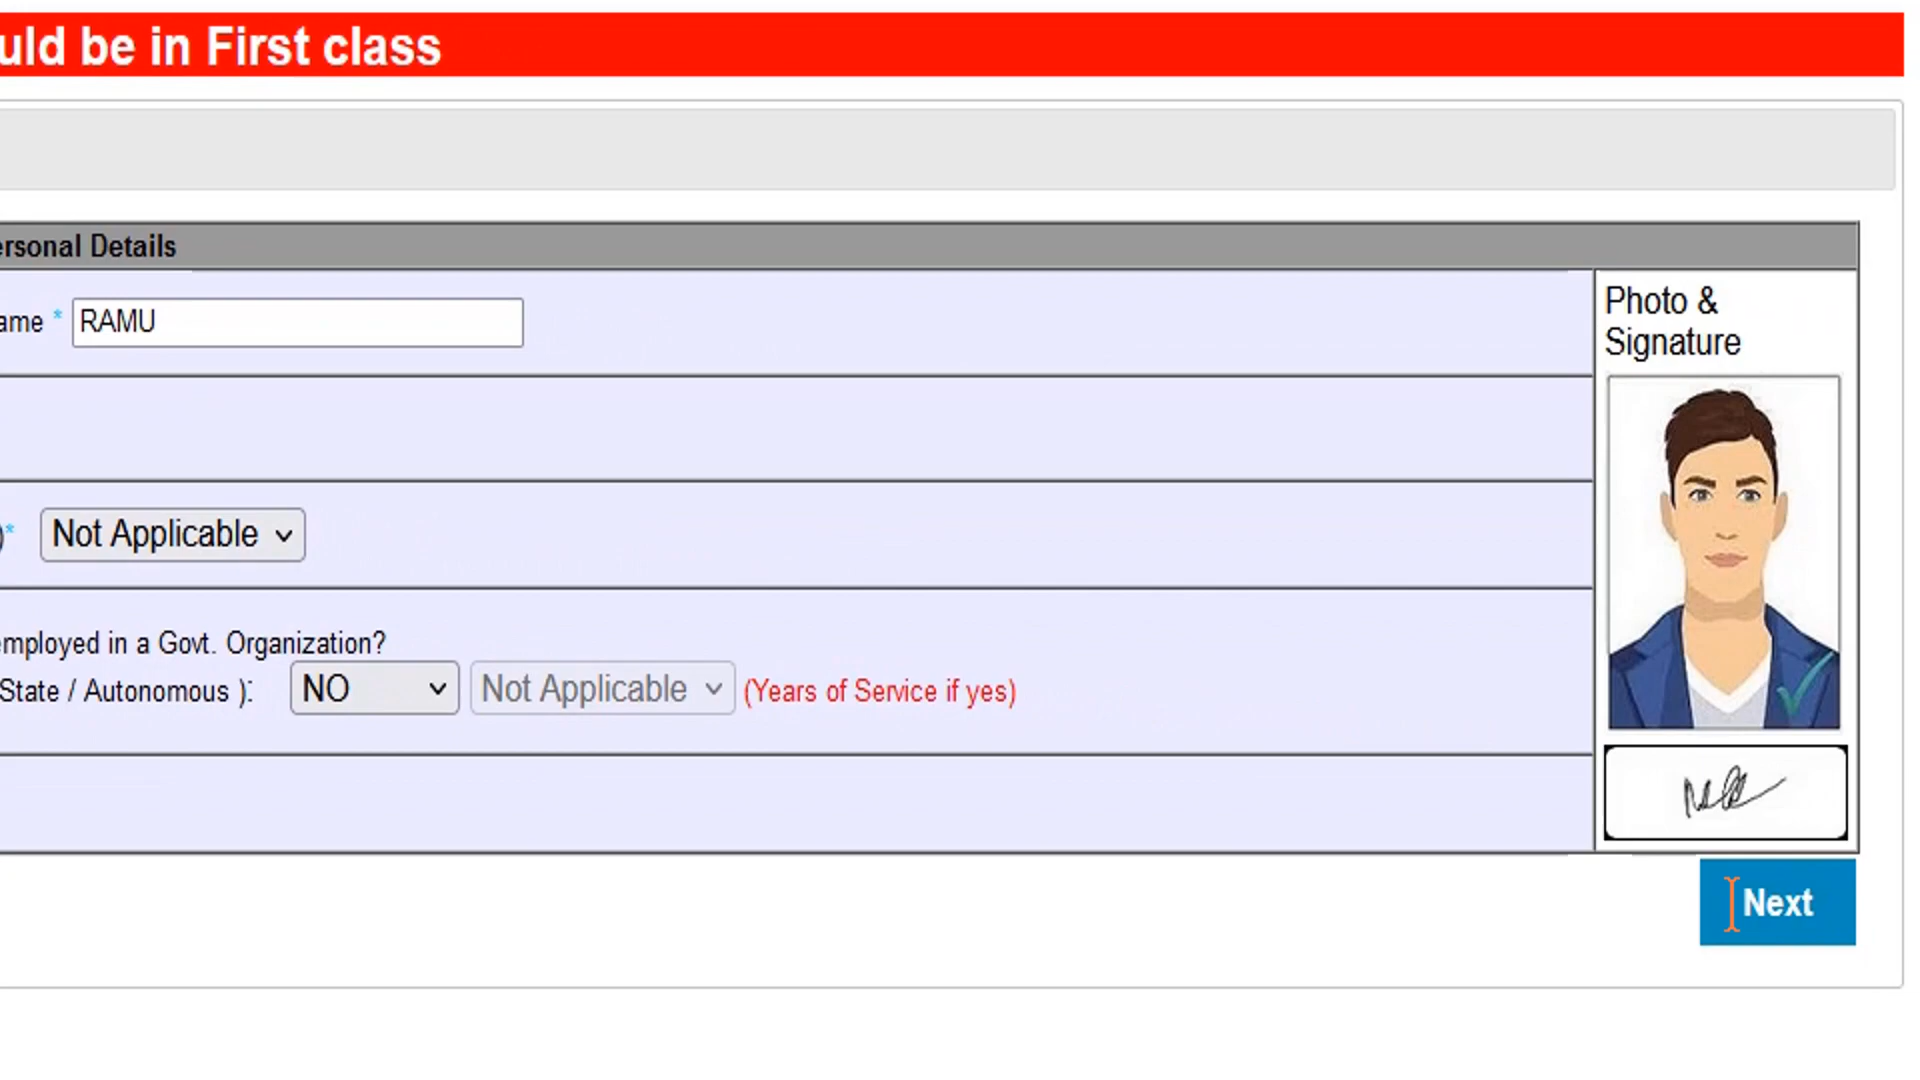 uld be in First class
ersonal Details
ame * RAMU
Photo &
Signature
)* Not Applicable
employed in a Govt. Organization?
State / Autonomous ): NO Not Applicable (Years of Service if yes)
Next